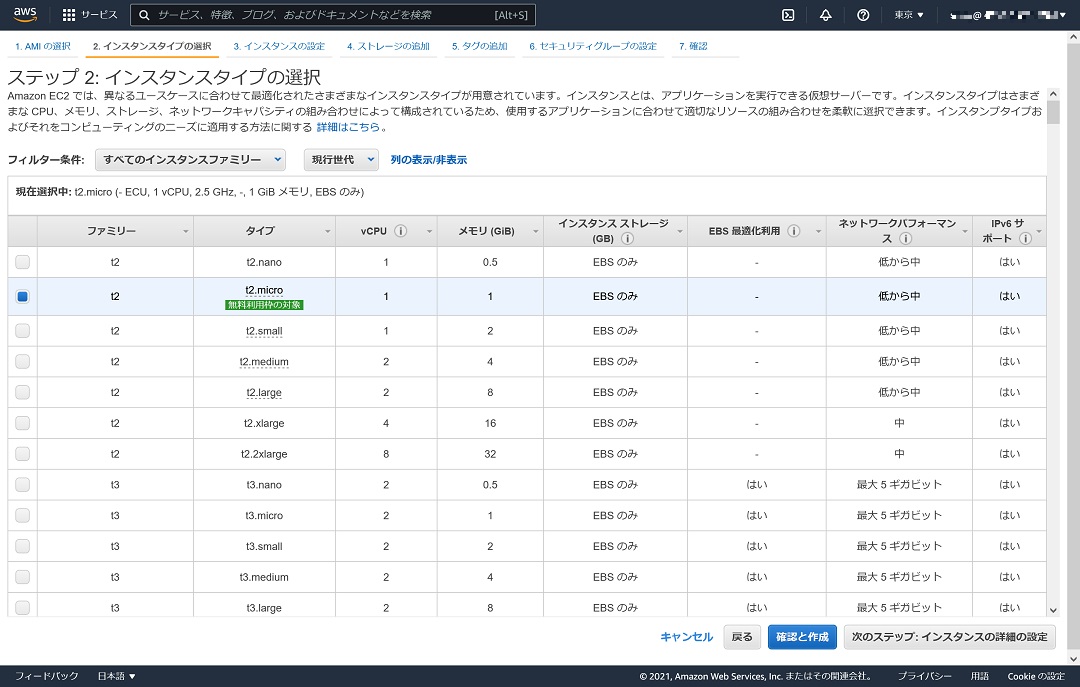 aws サービス サービス、特徴、ブログ、およびドキュメントなどを検索 [Alt+S] 東京 ▼
1. AMI の選択 2. インスタンスタイプの選択 3. インスタンスの設定 4. ストレージの追加 5. タグの追加 6. セキュリティグループの設定 7. 確認
ステップ 2: インスタンスタイプの選択
Amazon EC2 では、異なるユースケースに合わせて最適化されたさまざまなインスタンスタイプが用意されています。インスタンスとは、アプリケーションを実行できる仮想サーバーです。インスタンスタイプはさまざ
まな CPU、メモリ、ストレージ、ネットワークキャパシティの組み合わせによって構成されているため、使用するアプリケーションに合わせて適切なリソースの組み合わせを柔軟に選択できます。インスタンプタイプお
よびそれをコンピューティングのニーズに適用する方法に関する 詳細はこちら。
フィルター条件: すべてのインスタンスファミリー 現行世代 列の表示/非表示
現在選択中: t2.micro (- ECU, 1 vCPU, 2.5 GHz, -, 1 GiB メモリ, EBS のみ)
ファミリー タイプ vCPU メモリ (GiB) インスタンス ストレージ (GB) EBS 最適化利用 ネットワークパフォーマンス IPv6 サポート
t2 t2.nano 1 0.5 EBS のみ - 低から中 はい
t2 t2.micro 無料利用枠の対象 1 1 EBS のみ - 低から中 はい
t2 t2.small 1 2 EBS のみ - 低から中 はい
t2 t2.medium 2 4 EBS のみ - 低から中 はい
t2 t2.large 2 8 EBS のみ - 低から中 はい
t2 t2.xlarge 4 16 EBS のみ - 中 はい
t2 t2.2xlarge 8 32 EBS のみ - 中 はい
t3 t3.nano 2 0.5 EBS のみ はい 最大 5 ギガビット はい
t3 t3.micro 2 1 EBS のみ はい 最大 5 ギガビット はい
t3 t3.small 2 2 EBS のみ はい 最大 5 ギガビット はい
t3 t3.medium 2 4 EBS のみ はい 最大 5 ギガビット はい
t3 t3.large 2 8 EBS のみ はい 最大 5 ギガビット はい
キャンセル 戻る 確認と作成 次のステップ: インスタンスの詳細の設定
フィードバック 日本語 ▼ © 2021, Amazon Web Services, Inc. またはその関連会社。 プライバシー 用語 Cookie の設定